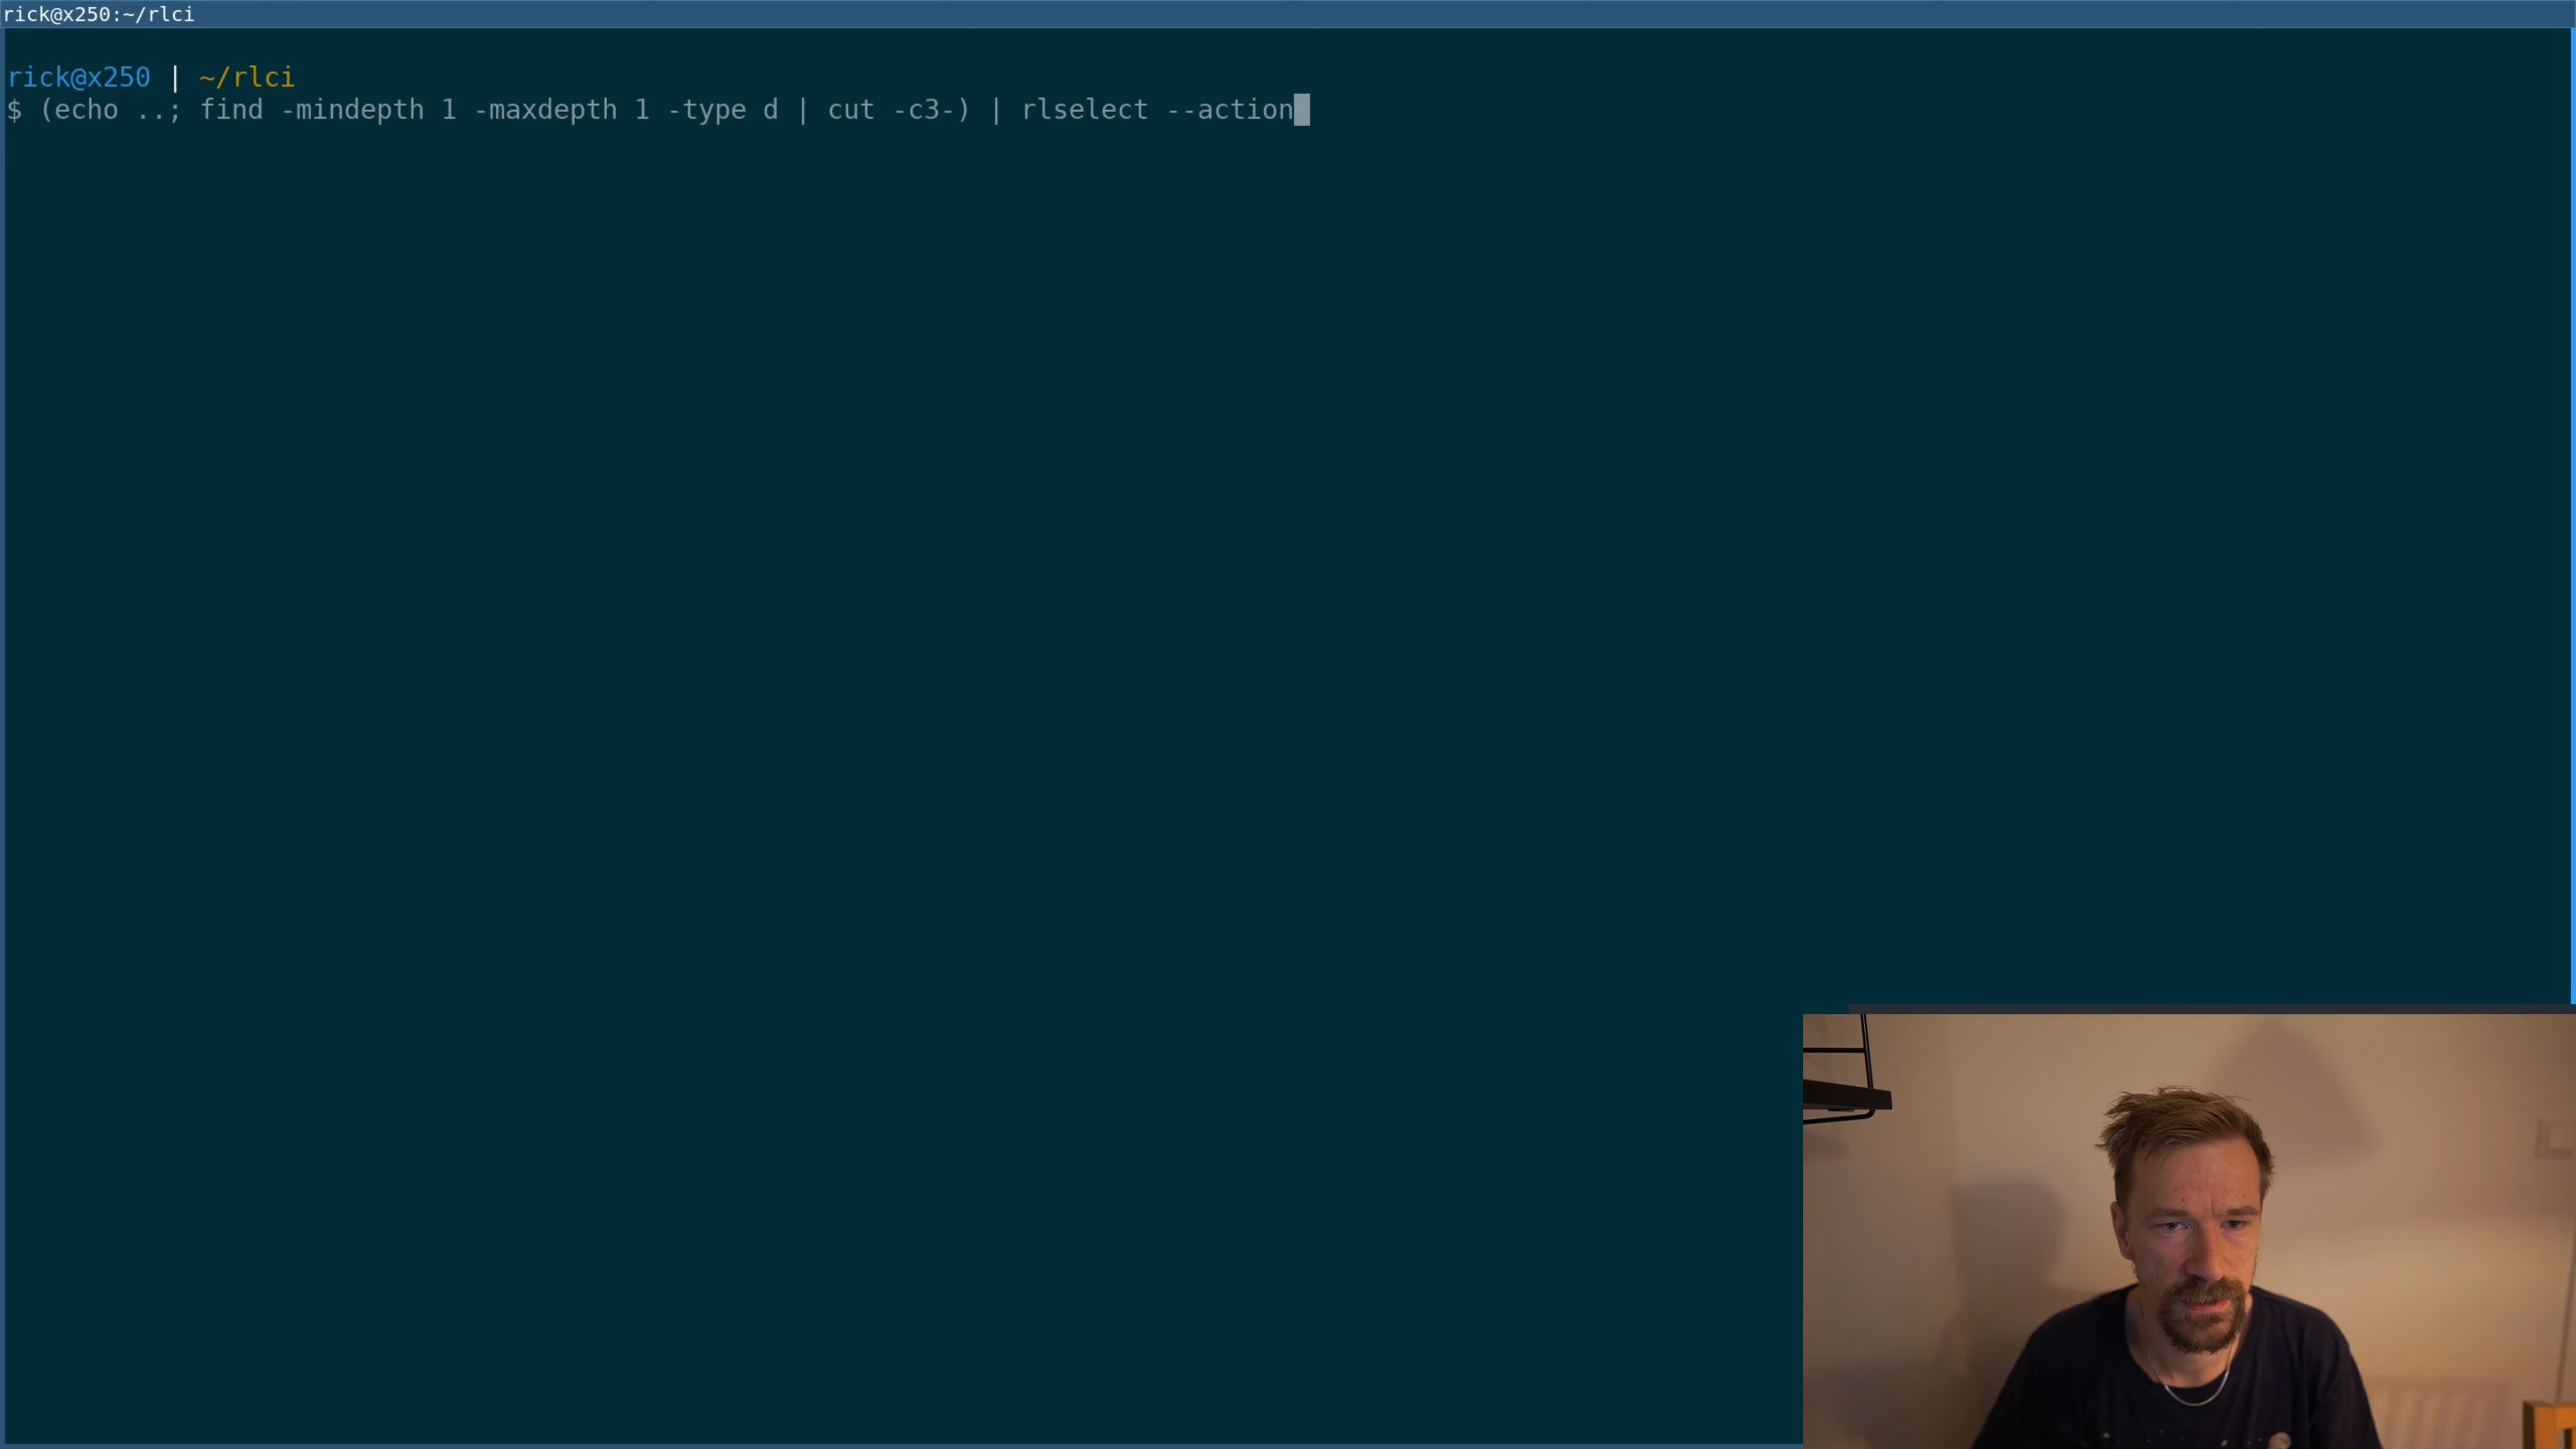 rick@x250:~/rlci
rick@x250 | ~/rlci
$ (echo ..; find -mindepth 1 -maxdepth 1 -type d | cut -c3-) | rlselect --action